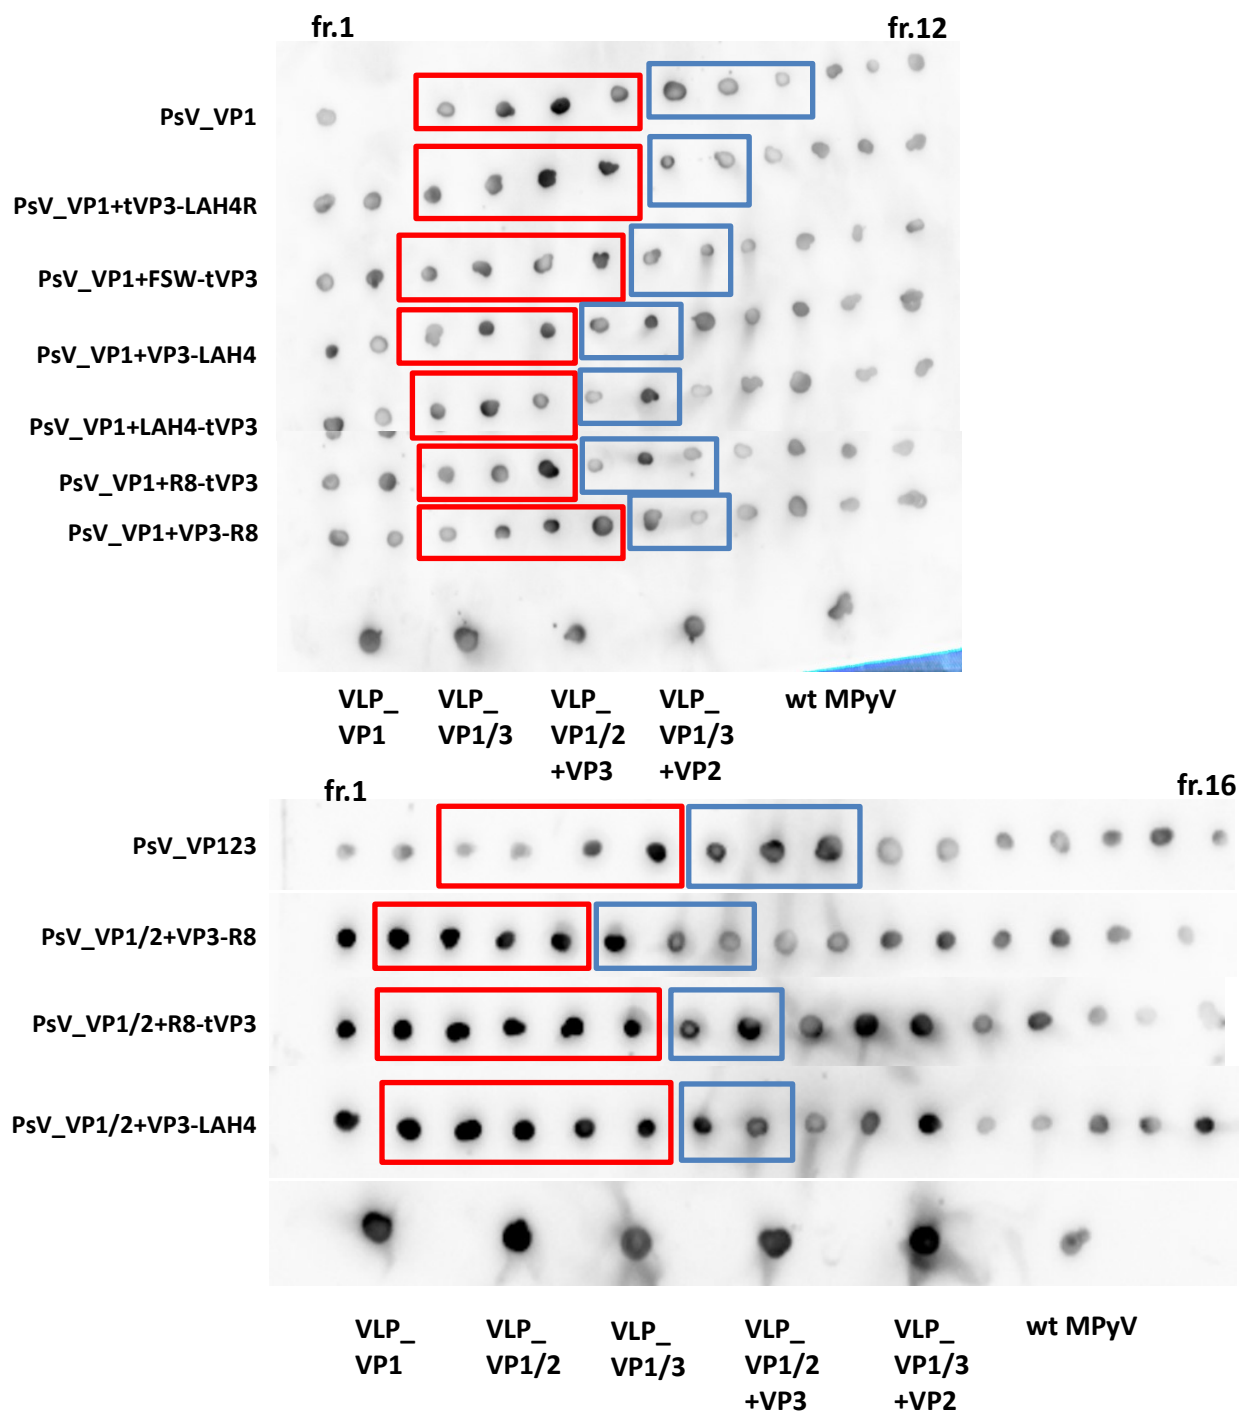 fr.1 fr.12
PsV_VP1
PsV_VP1+tVP3-LAH4R
PsV_VP1+FSW-tVP3
PsV_VP1+VP3-LAH4
PsV_VP1+LAH4-tVP3
PsV_VP1+R8-tVP3
PsV_VP1+VP3-R8
VLP_ VLP_ VLP_ VLP_ wt MPyV
VP1 VP1/3 VP1/2 VP1/3
+VP3 +VP2
fr.1 fr.16
PsV_VP123
PsV_VP1/2+VP3-R8
PsV_VP1/2+R8-tVP3
PsV_VP1/2+VP3-LAH4
VLP_ VLP_ VLP_ VLP_ VLP_ wt MPyV
VP1 VP1/2 VP1/3 VP1/2 VP1/3
+VP3 +VP2